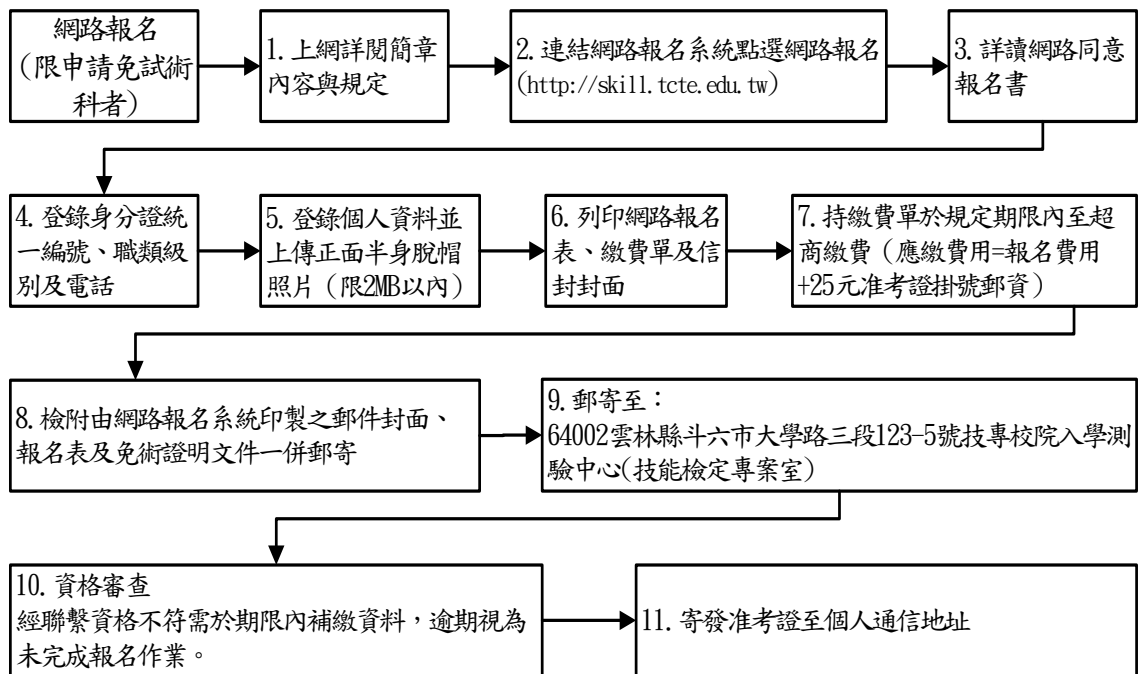 網路報名
(限申請免試術
科者)
1. 上網詳閱簡章
內容與規定
2. 連結網路報名系統點選網路報名
(http://skill.tcte.edu.tw)
3. 詳讀網路同意
報名書
4. 登錄身分證統
一編號、職類級
別及電話
5. 登錄個人資料並
上傳正面半身脫帽
照片（限2MB以內）
6. 列印網路報名
表、繳費單及信
封封面
7. 持繳費單於規定期限內至超
商繳費（應繳費用=報名費用
+25元准考證掛號郵資）
8. 檢附由網路報名系統印製之郵件封面、
報名表及免術證明文件一併郵寄
9. 郵寄至：
64002雲林縣斗六市大學路三段123-5號技專校院入學測
驗中心(技能檢定專案室)
10. 資格審查
經聯繫資格不符需於期限內補繳資料，逾期視為
未完成報名作業。
11. 寄發准考證至個人通信地址